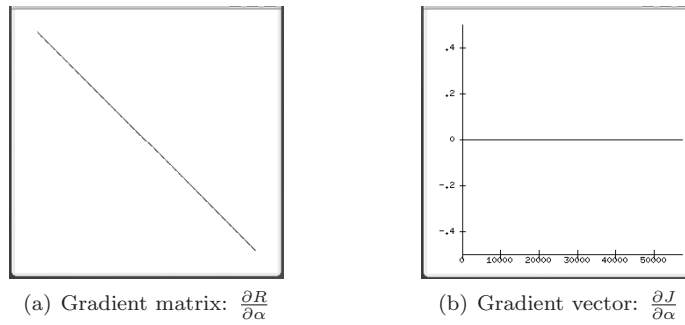 .4
.2
0
-.2
-.4
0 10000 20000 30000 40000 50000
(a) Gradient matrix: ∂R/∂α
(b) Gradient vector: ∂J/∂α